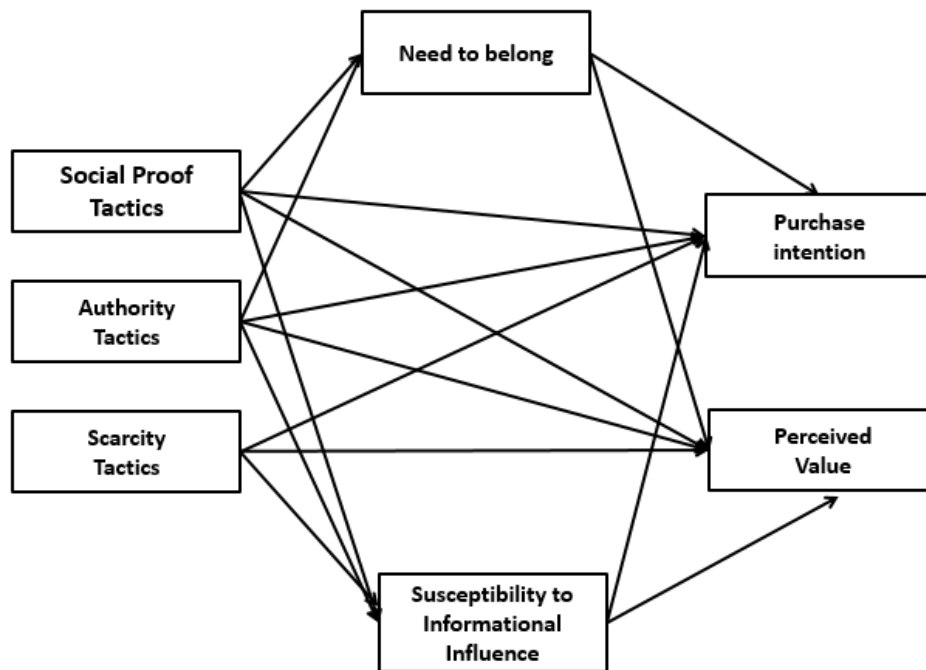 Need to belong
Social Proof
Tactics
Purchase
intention
Authority
Tactics
Scarcity
Tactics
Perceived
Value
Susceptibility to
Informational
Influence